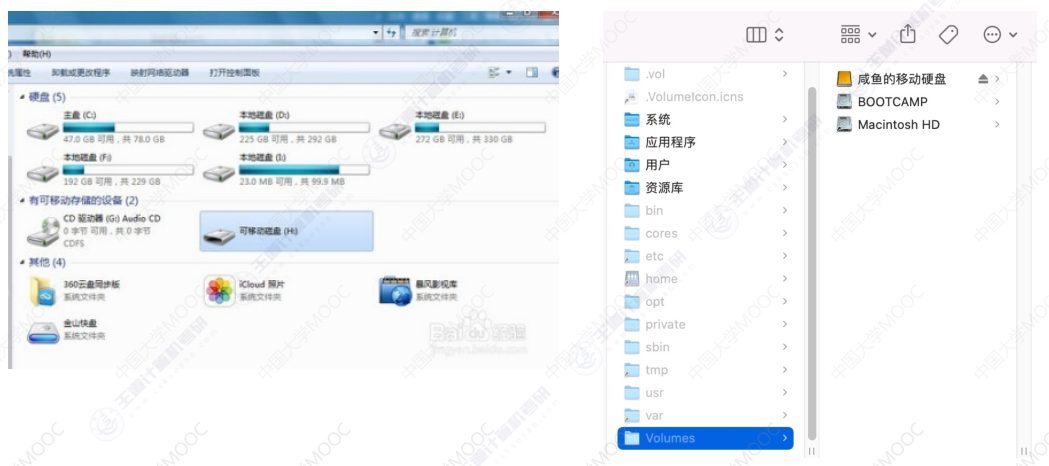 搜索 计算机
帮助(H)
卸载或更改程序 映射网络驱动器 打开控制面板
硬盘 (5)
主盘 (C:)
47.0 GB 可用，共 78.0 GB
本地磁盘 (D:)
225 GB 可用，共 292 GB
本地磁盘 (E:)
272 GB 可用，共 330 GB
本地磁盘 (F:)
192 GB 可用，共 229 GB
本地磁盘 (I:)
23.0 MB 可用，共 99.9 MB
有可移动存储的设备 (2)
CD 驱动器 (G:) Audio CD
0 字节 可用，共 0 字节
CDFS
可移动磁盘 (H:)
其他 (4)
360云盘同步板
系统文件夹
iCloud 照片
系统文件夹
暴风影视库
系统文件夹
金山快盘
系统文件夹
Baidu 经验
jingyan.baidu.com
.vol
.VolumeIcon.icns
系统
应用程序
用户
资源库
bin
cores
etc
home
opt
private
sbin
tmp
usr
var
Volumes
咸鱼的移动硬盘
BOOTCAMP
Macintosh HD
中国大学MOOC
王道计算机考研